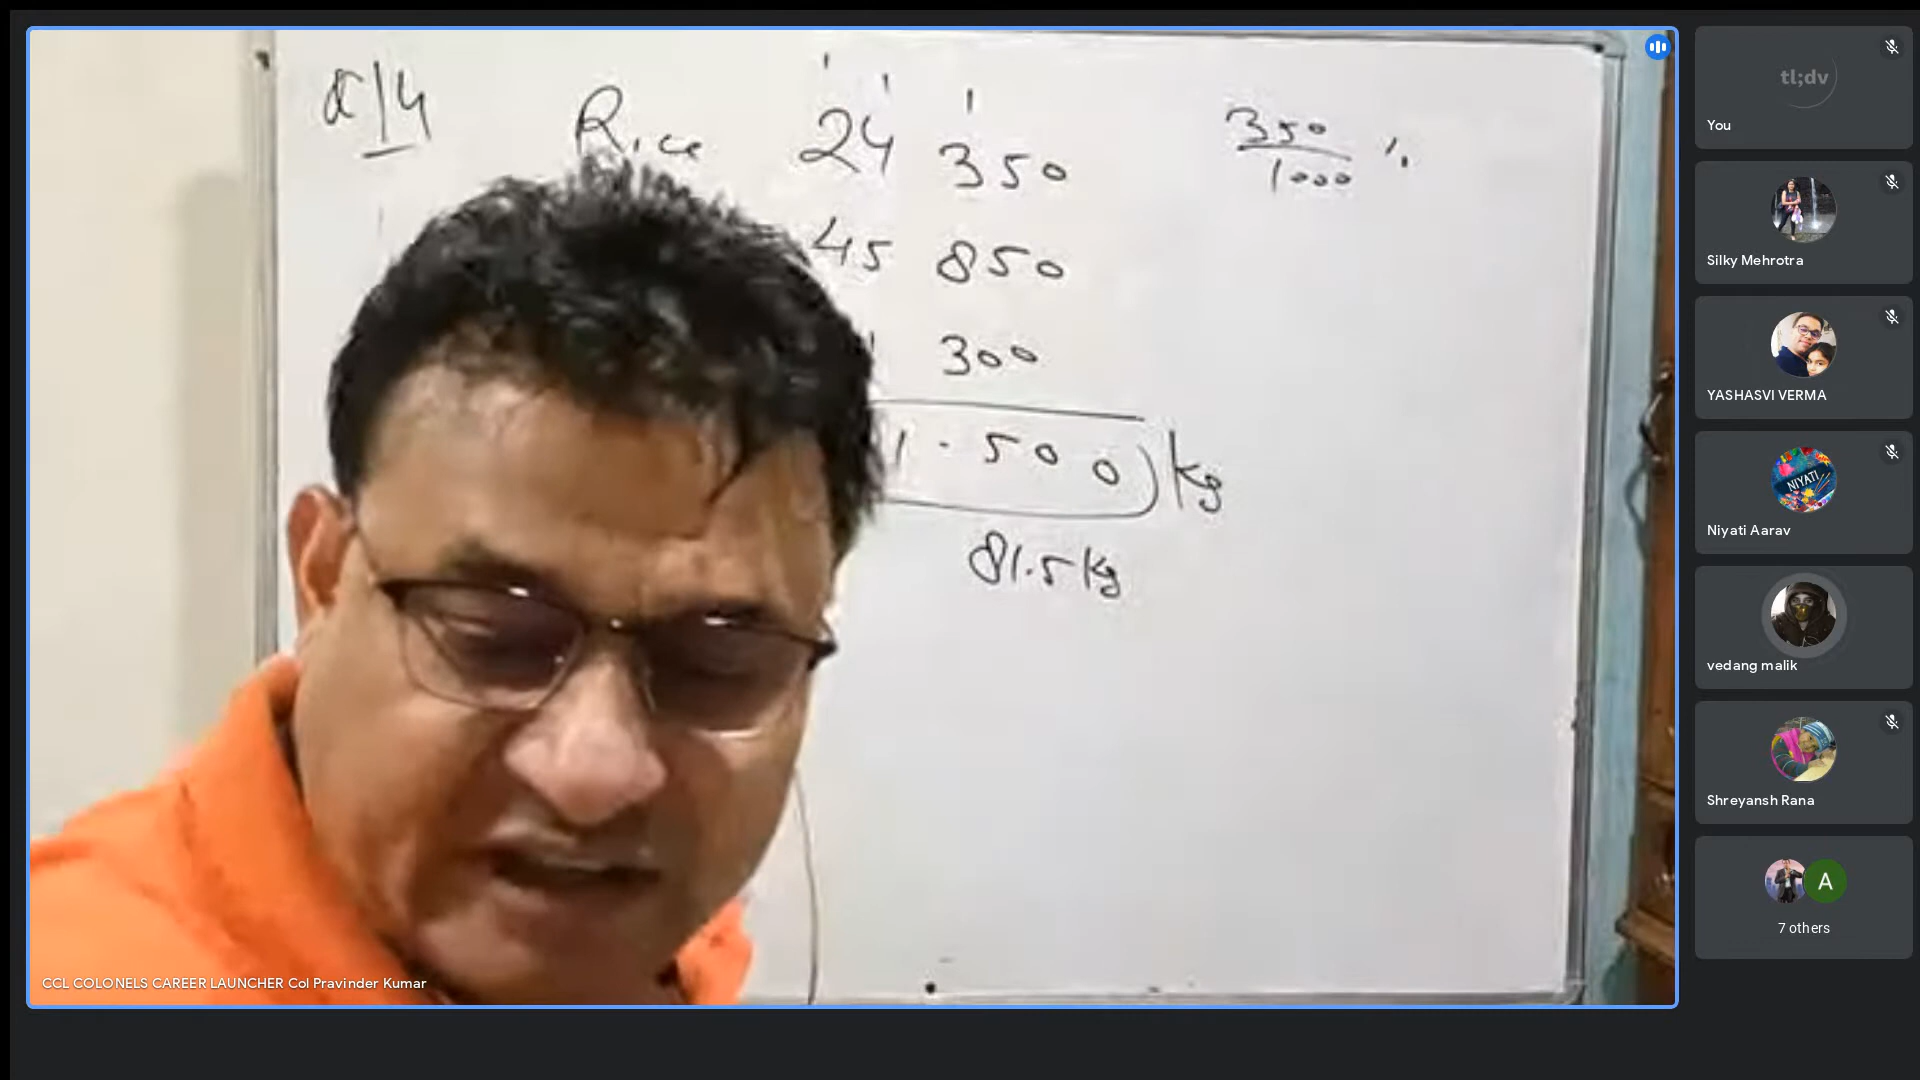 Q/4 Rice 24 350
350
1000
45 850
300
1.500 kg
81.5 kg
CCL COLONELS CAREER LAUNCHER Col Pravinder Kumar
tl;dv
You
Silky Mehrotra
YASHASVI VERMA
NIYATI
Niyati Aarav
vedang malik
Shreyansh Rana
A
7 others